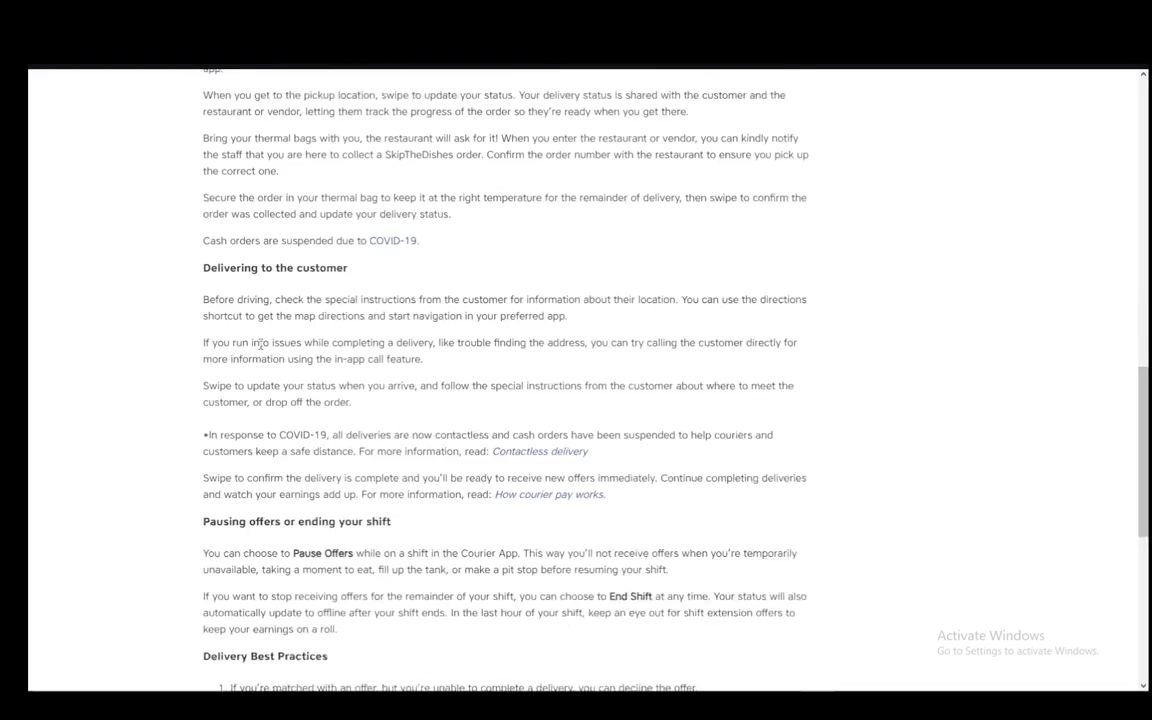 app.
When you get to the pickup location, swipe to update your status. Your delivery status is shared with the customer and the
restaurant or vendor, letting them track the progress of the order so they're ready when you get there.
Bring your thermal bags with you, the restaurant will ask for it! When you enter the restaurant or vendor, you can kindly notify
the staff that you are here to collect a SkipTheDishes order. Confirm the order number with the restaurant to ensure you pick up
the correct one.
Secure the order in your thermal bag to keep it at the right temperature for the remainder of delivery, then swipe to confirm the
order was collected and update your delivery status.
Cash orders are suspended due to COVID-19.
Delivering to the customer
Before driving, check the special instructions from the customer for information about their location. You can use the directions
shortcut to get the map directions and start navigation in your preferred app.
If you run into issues while completing a delivery, like trouble finding the address, you can try calling the customer directly for
more information using the in-app call feature.
Swipe to update your status when you arrive, and follow the special instructions from the customer about where to meet the
customer, or drop off the order.
*In response to COVID-19, all deliveries are now contactless and cash orders have been suspended to help couriers and
customers keep a safe distance. For more information, read: Contactless delivery
Swipe to confirm the delivery is complete and you'll be ready to receive new offers immediately. Continue completing deliveries
and watch your earnings add up. For more information, read: How courier pay works.
Pausing offers or ending your shift
You can choose to Pause Offers while on a shift in the Courier App. This way you'll not receive offers when you're temporarily
unavailable, taking a moment to eat, fill up the tank, or make a pit stop before resuming your shift.
If you want to stop receiving offers for the remainder of your shift, you can choose to End Shift at any time. Your status will also
automatically update to offline after your shift ends. In the last hour of your shift, keep an eye out for shift extension offers to
keep your earnings on a roll.
Activate Windows
Go to Settings to activate Windows.
Delivery Best Practices
1. If you're matched with an offer, but you're unable to complete a delivery, you can decline the offer.